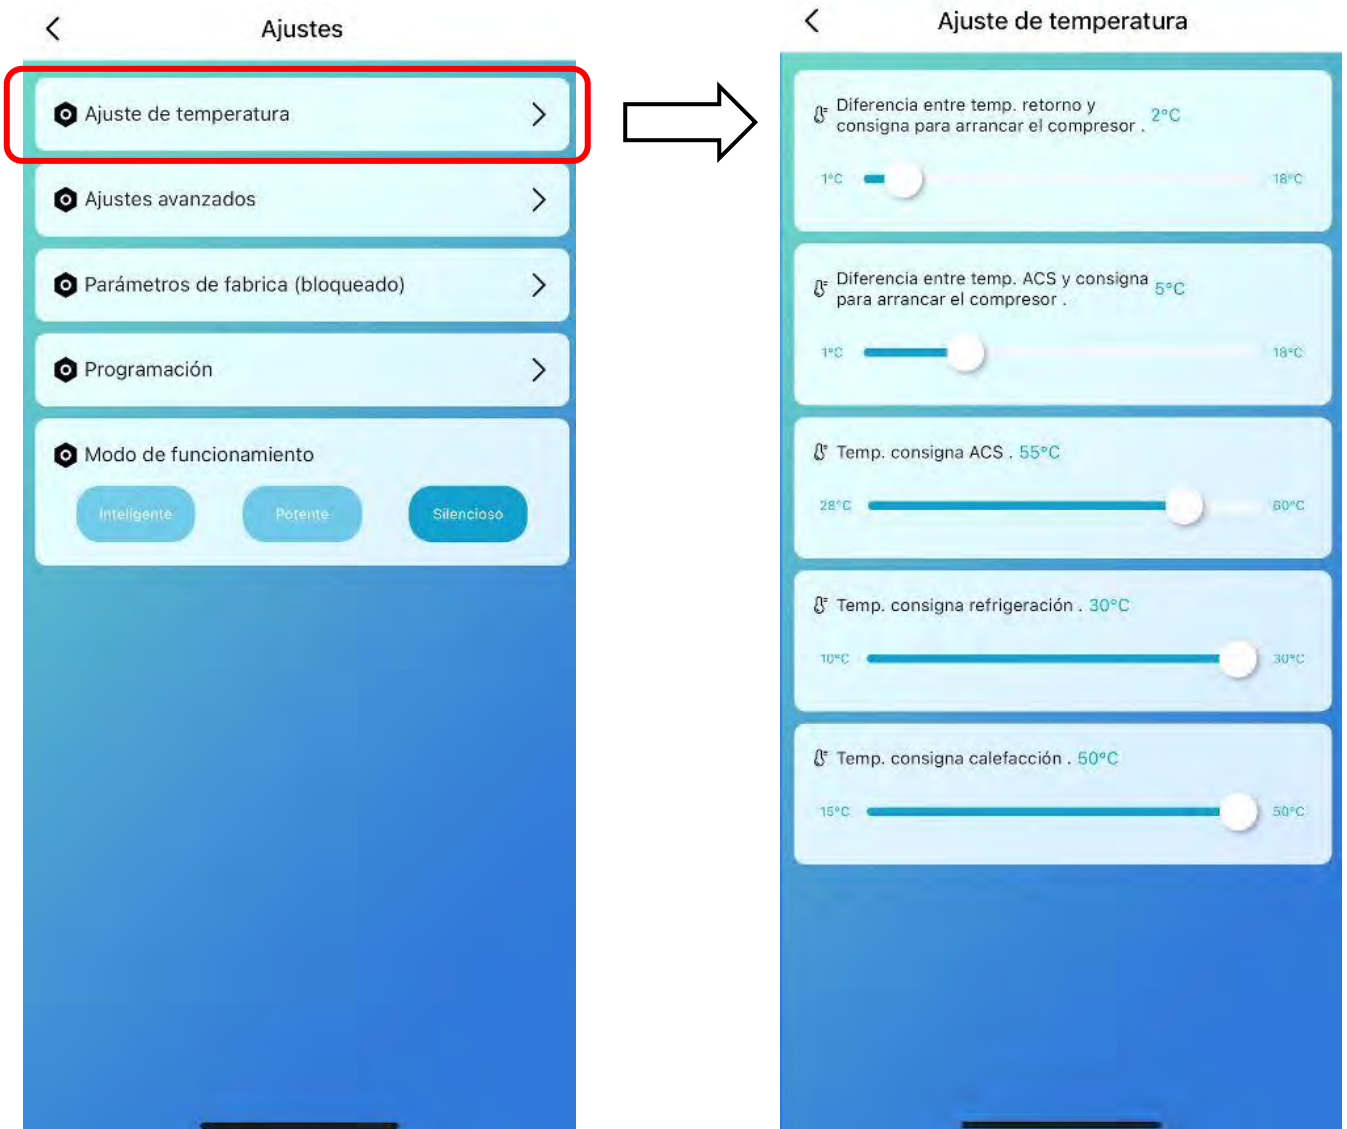 Ajustes
Ajuste de temperatura
Ajustes avanzados
Parámetros de fabrica (bloqueado)
Programación
Modo de funcionamiento
Inteligente
Potente
Silencioso
Ajuste de temperatura
Diferencia entre temp. retorno y
consigna para arrancar el compresor . 2°C
1°C
18°C
Diferencia entre temp. ACS y consigna
para arrancar el compresor . 5°C
1°C
18°C
Temp. consigna ACS . 55°C
28°C
60°C
Temp. consigna refrigeración . 30°C
10°C
30°C
Temp. consigna calefacción . 50°C
15°C
50°C